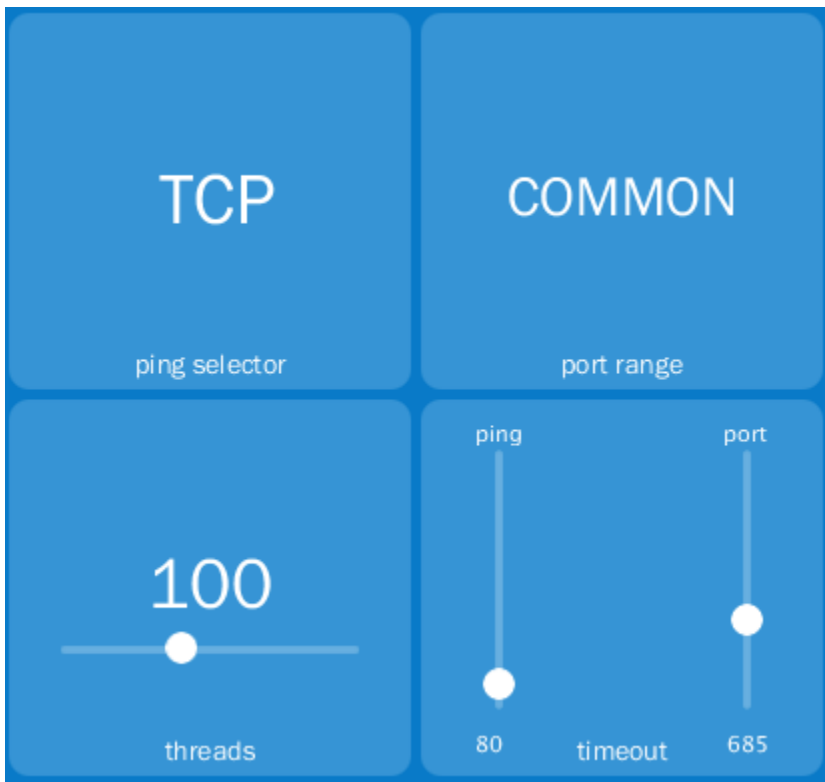 TCP
ping selector
COMMON
port range
100
threads
ping
port
80
timeout
685